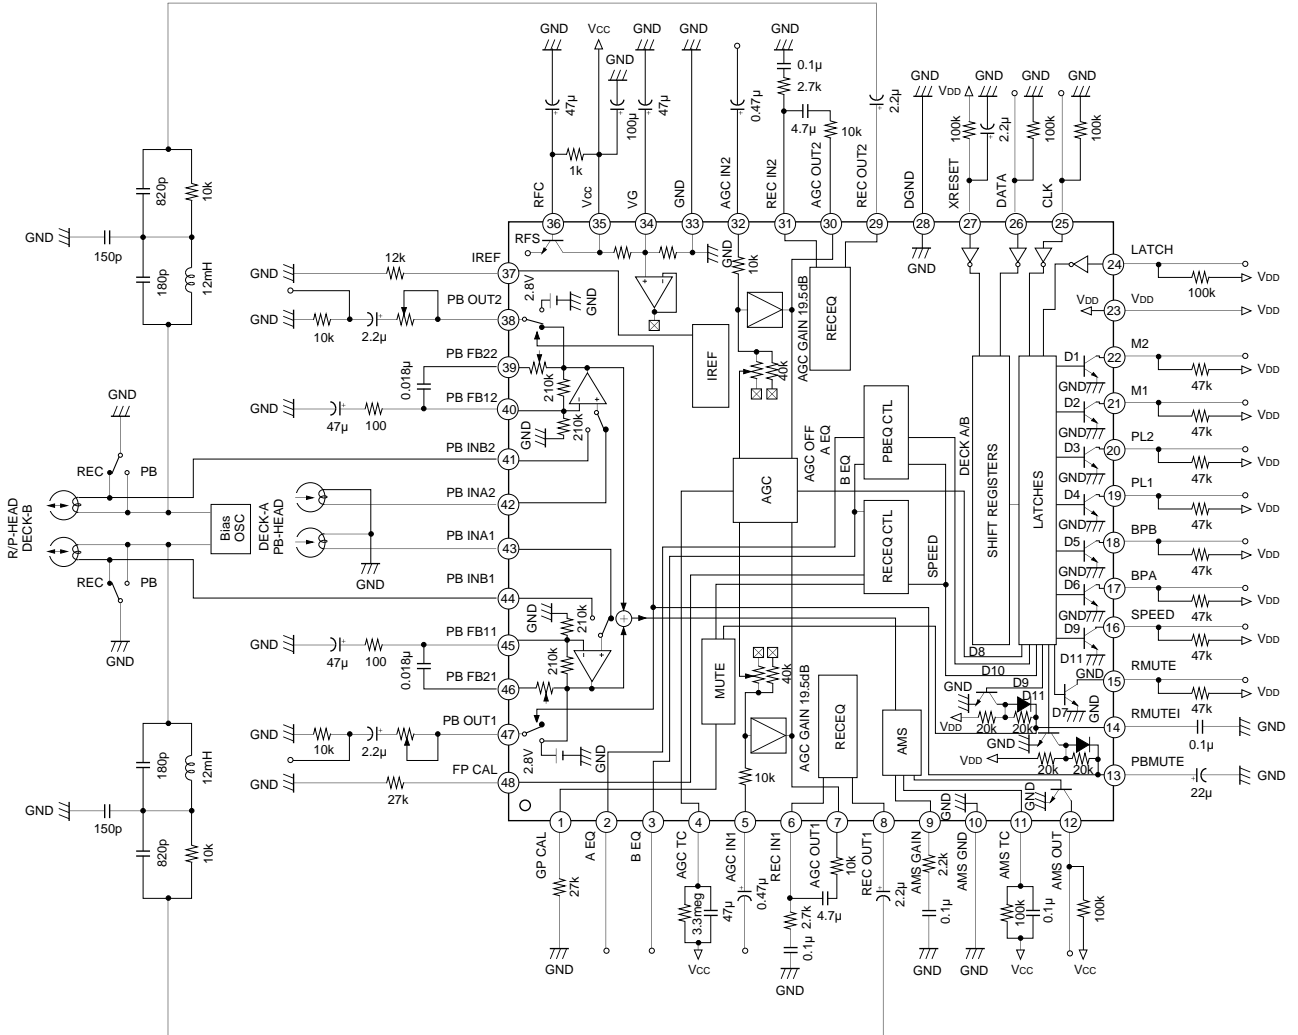 GND
Vcc
GND
GND
GND
GND
47µ
100µ
47µ
0.47µ
0.1µ
2.7k
4.7µ
10k
2.2µ
GND
VDD
GND
GND
GND
100k
2.2µ
100k
100k
1k
RFC
Vcc
VG
GND
AGC IN2
REC IN2
AGC OUT2
REC OUT2
DGND
XRESET
DATA
CLK
36
35
34
33
32
31
30
29
28
27
26
25
820p
10k
GND
150p
180p
12mH
GND
12k
IREF
37
GND
10k
2.2µ
PB OUT2
38
0.018µ
PB FB22
39
GND
47µ
100
PB FB12
40
PB INB2
41
PB INA2
42
PB INA1
43
PB INB1
44
GND
47µ
100
0.018µ
PB FB11
45
PB FB21
46
10k
2.2µ
PB OUT1
47
GND
27k
FP CAL
48
GND
REC
PB
R/P-HEAD
DECK-B
Bias
OSC
DECK-A
PB-HEAD
GND
REC
PB
GND
180p
12mH
GND
150p
820p
10k
RFS
2.8V
GND
GND
10k
AGC GAIN 19.5dB
RECEQ
40k
IREF
210k
210k
GND
AGC OFF
A EQ
B EQ
PBEQ CTL
AGC
RECEQ CTL
SPEED
DECK A/B
SHIFT REGISTERS
LATCHES
GND
210k
210k
MUTE
40k
AGC GAIN 19.5dB
RECEQ
AMS
10k
2.8V
GND
GND
D1
GND
D2
GND
D3
GND
D4
GND
D5
GND
D6
GND
D9
D8
D10
D9
D11
D11
D7
GND
GND
GND
VDD
20k
20k
GND
VDD
20k
20k
GND
GND
24
LATCH
100k
VDD
VDD
23
VDD
VDD
22
M2
47k
VDD
21
M1
47k
VDD
20
PL2
47k
VDD
19
PL1
47k
VDD
18
BPB
47k
VDD
17
BPA
47k
VDD
16
SPEED
47k
VDD
15
RMUTE
47k
VDD
14
RMUTEI
0.1µ
GND
13
PBMUTE
22µ
GND
1
2
3
4
5
6
7
8
9
10
11
12
GP CAL
A EQ
B EQ
AGC TC
AGC IN1
REC IN1
AGC OUT1
REC OUT1
AMS GAIN
AMS GND
AMS TC
AMS OUT
27k
GND
3.3meg
47µ
Vcc
0.47µ
2.7k
0.1µ
GND
4.7µ
10k
2.2µ
2.2k
0.1µ
GND
GND
100k
0.1µ
Vcc
100k
Vcc